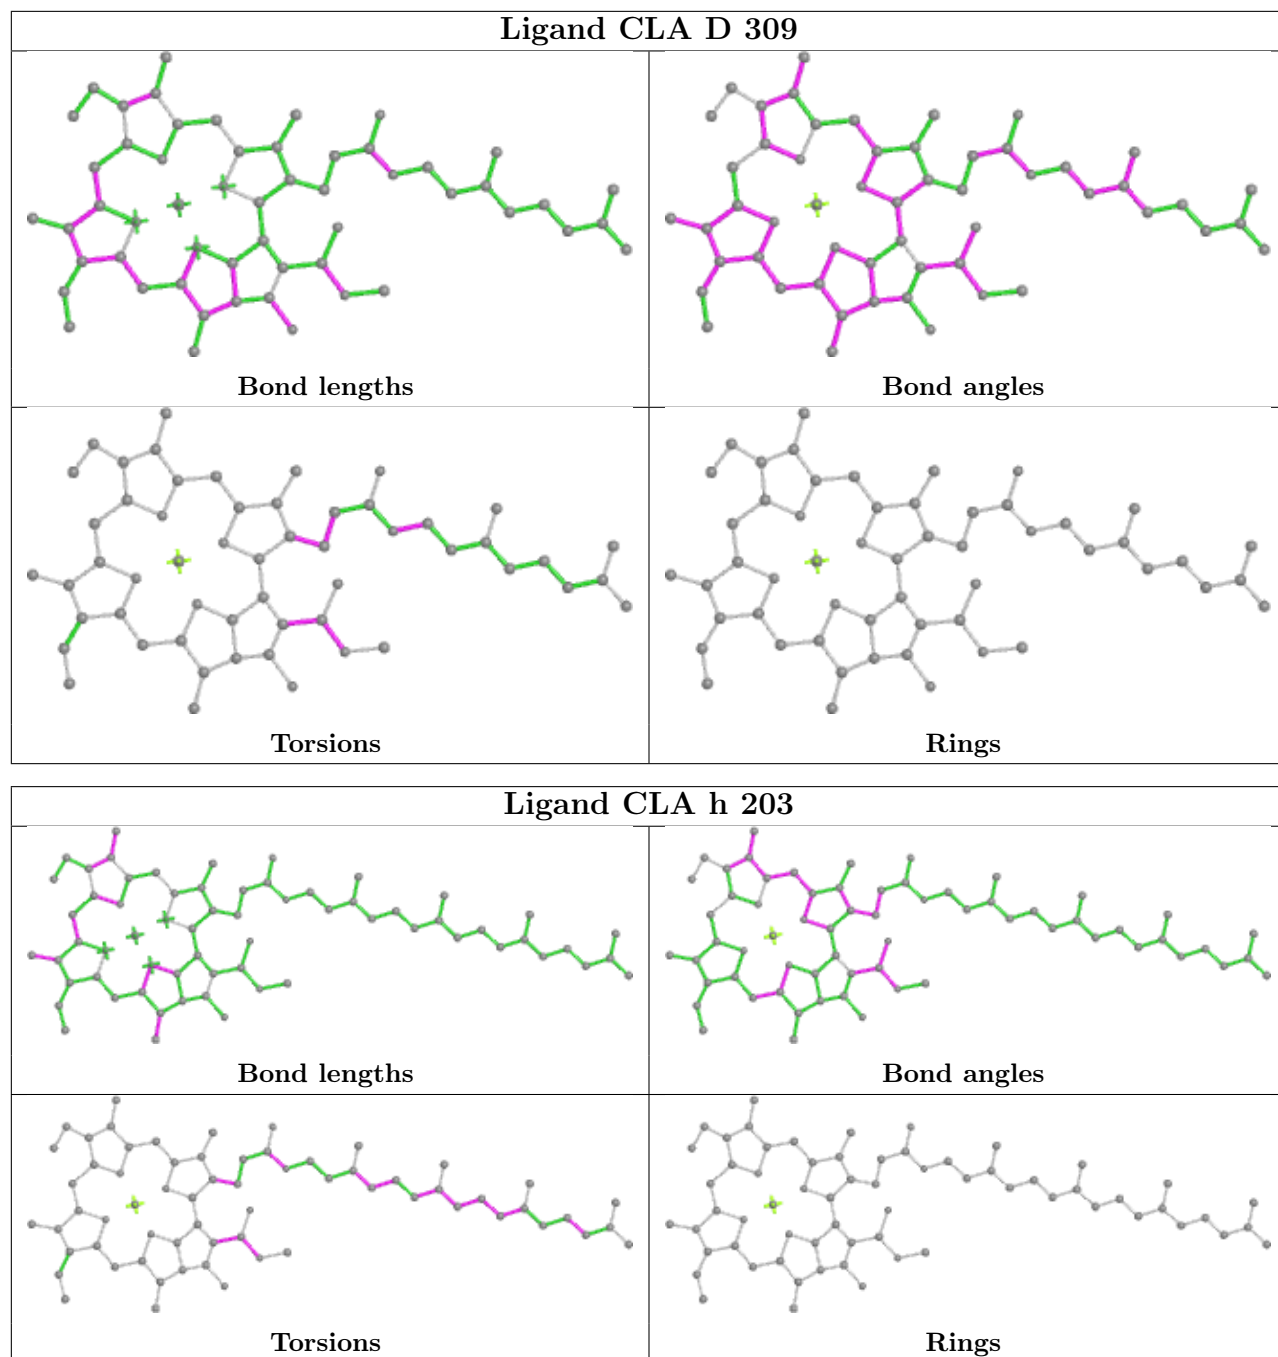 Ligand CLA D 309
Bond lengths
Bond angles
Torsions
Rings
Ligand CLA h 203
Bond lengths
Bond angles
Torsions
Rings